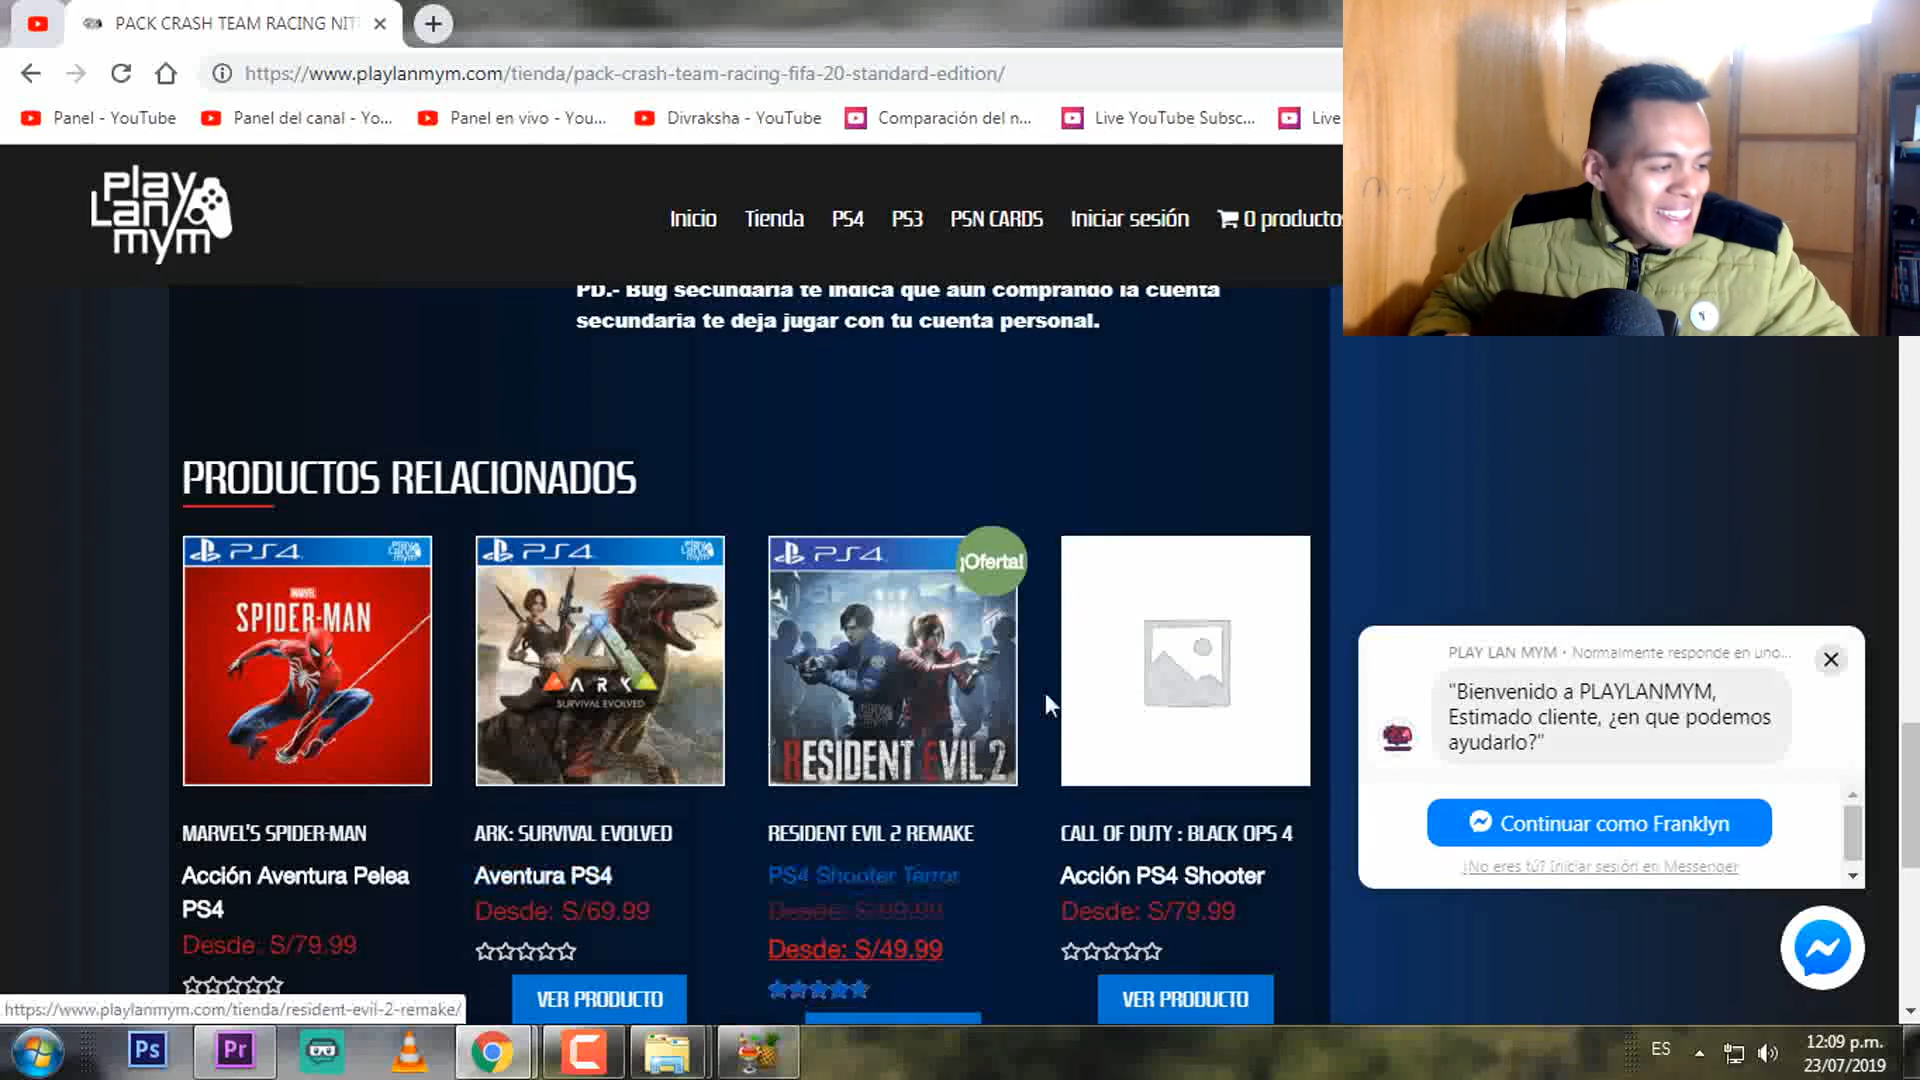 PACK CRASH TEAM RACING NIT
https://www.playlanmym.com/tienda/pack-crash-team-racing-fifa-20-standard-edition/
Panel - YouTube
Panel del canal - Yo...
Panel en vivo - You...
Divraksha - YouTube
Comparación del n...
Live YouTube Subsc...
Live
play
Lan
mym
Inicio
Tienda
PS4
PS3
PSN CARDS
Iniciar sesión
0 productos
PD.- Bug secundaria te indica que aun comprando la cuenta
secundaria te deja jugar con tu cuenta personal.
PRODUCTOS RELACIONADOS
PS4
MARVEL
SPIDER-MAN
PS4
ARK
SURVIVAL EVOLVED
PS4
¡Oferta!
RESIDENT EVIL 2
MARVEL'S SPIDER-MAN
Acción Aventura Pelea
PS4
Desde: S/79.99
ARK: SURVIVAL EVOLVED
Aventura PS4
Desde: S/69.99
VER PRODUCTO
RESIDENT EVIL 2 REMAKE
PS4 Shooter Terror
Desde: S/99.99
Desde: S/49.99
CALL OF DUTY : BLACK OPS 4
Acción PS4 Shooter
Desde: S/79.99
VER PRODUCTO
PLAY LAN MYM • Normalmente responde en uno...
"Bienvenido a PLAYLANMYM,
Estimado cliente, ¿en que podemos
ayudarlo?"
Continuar como Franklyn
¿No eres tú? Iniciar sesión en Messenger
https://www.playlanmym.com/tienda/resident-evil-2-remake/
Ps
Pr
ES
12:09 p.m.
23/07/2019